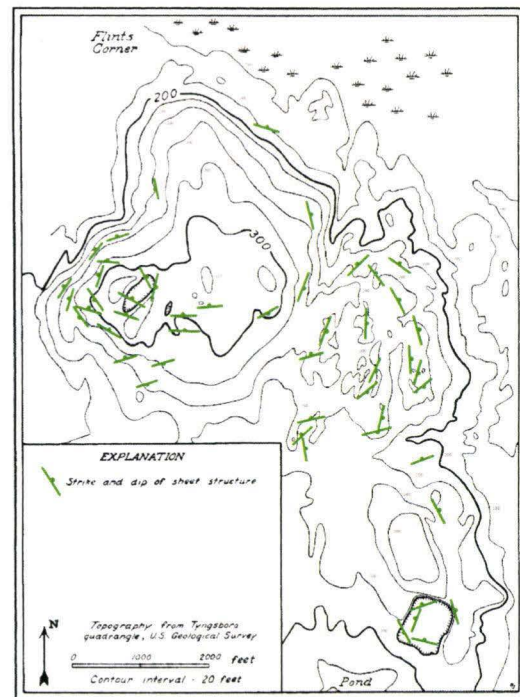 Flints
Corner
200
300
EXPLANATION
Strike and dip of sheet structure
N
Topography from Tyngsboro
quadrangle, U.S. Geological Survey
0 1000 2000 feet
Contour interval - 20 feet
Pond